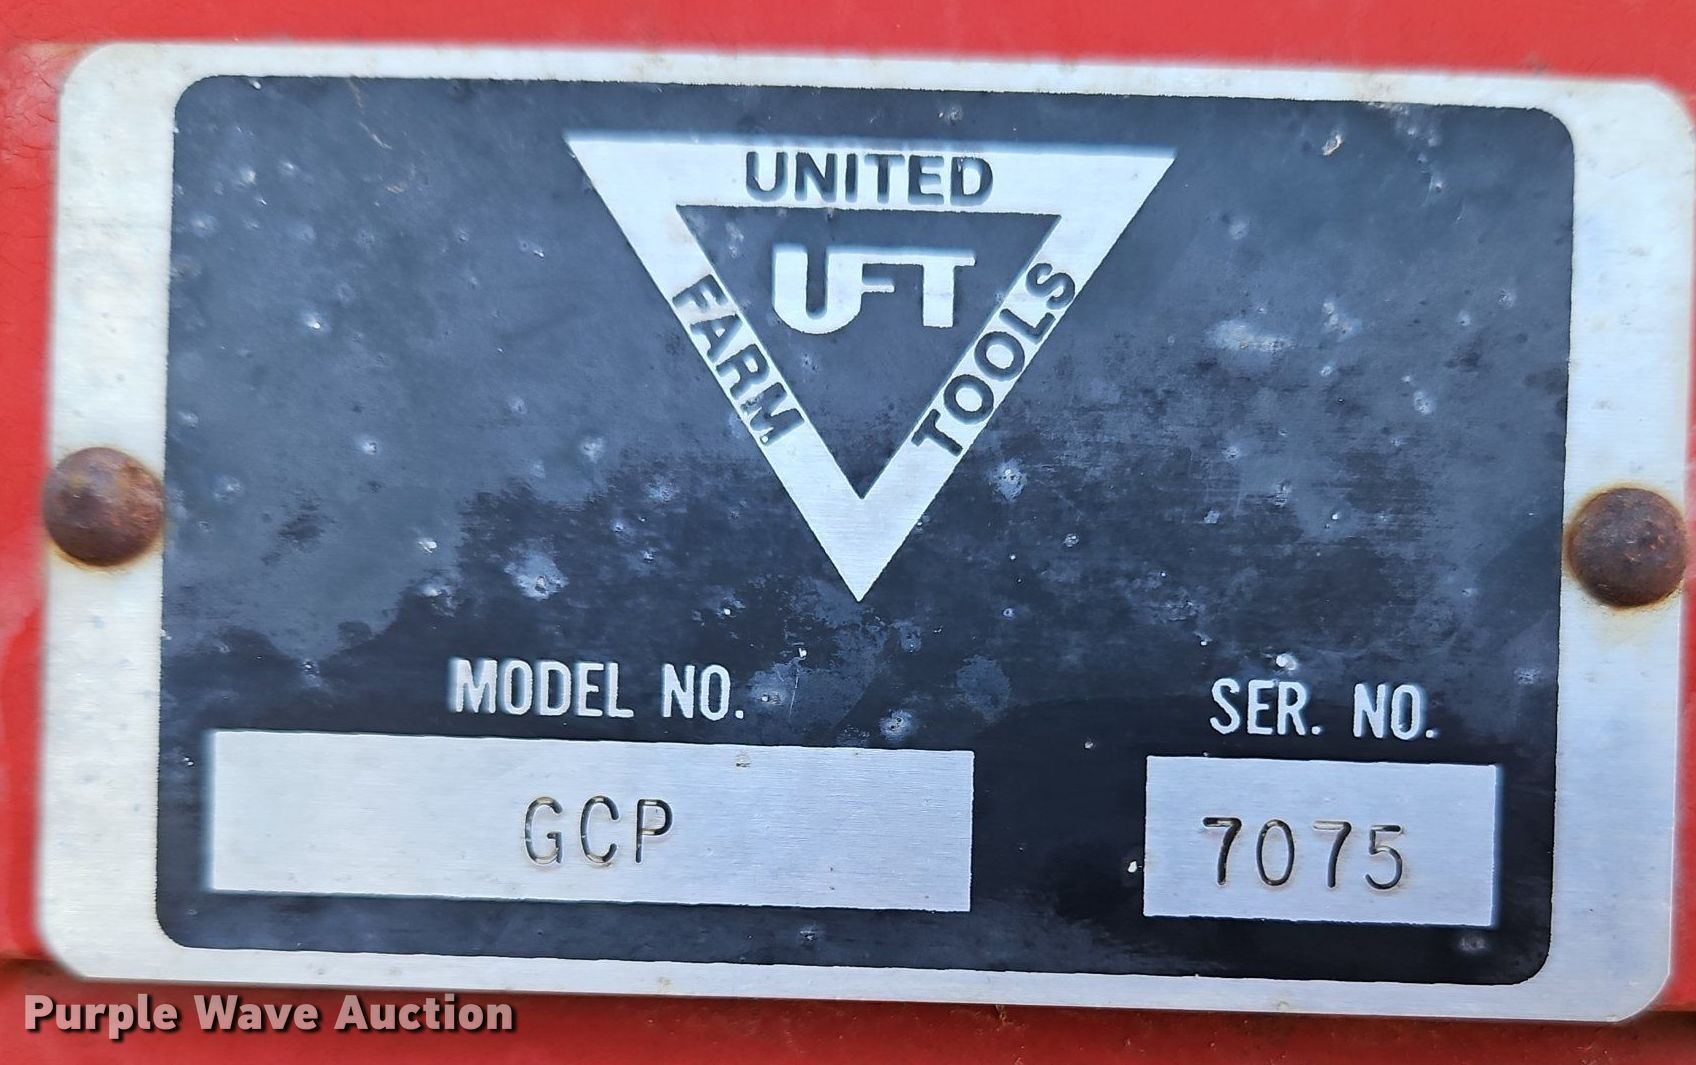 UNITED
UFT
FARM
TOOLS
MODEL NO.
SER. NO.
GCP
7075
Purple Wave Auction